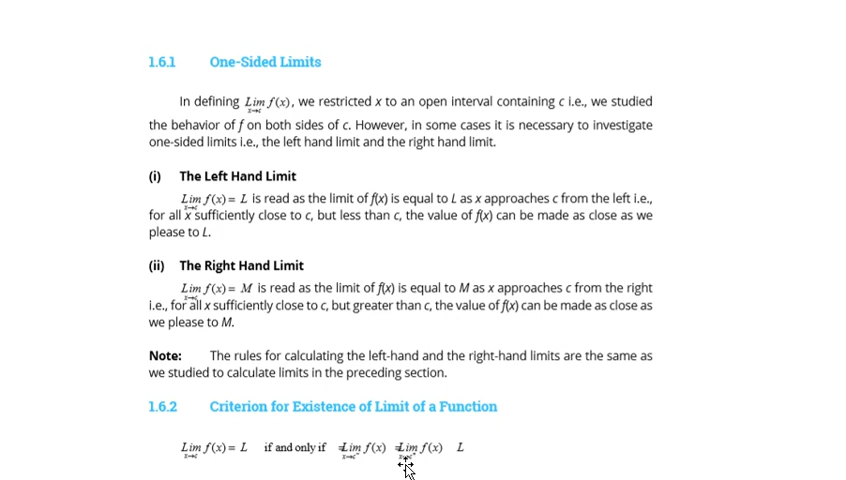 1.6.1 One-Sided Limits
In defining Lim f(x), we restricted x to an open interval containing c i.e., we studied
x→c
the behavior of f on both sides of c. However, in some cases it is necessary to investigate
one-sided limits i.e., the left hand limit and the right hand limit.
(i) The Left Hand Limit
Lim f(x) = L is read as the limit of f(x) is equal to L as x approaches c from the left i.e.,
x→c
for all x sufficiently close to c, but less than c, the value of f(x) can be made as close as we
please to L.
(ii) The Right Hand Limit
Lim f(x) = M is read as the limit of f(x) is equal to M as x approaches c from the right
x→c
i.e., for all x sufficiently close to c, but greater than c, the value of f(x) can be made as close as
we please to M.
Note: The rules for calculating the left-hand and the right-hand limits are the same as
we studied to calculate limits in the preceding section.
1.6.2 Criterion for Existence of Limit of a Function
Lim f(x) = L if and only if =Lim f(x) =Lim f(x) L
x→c x→c x→c